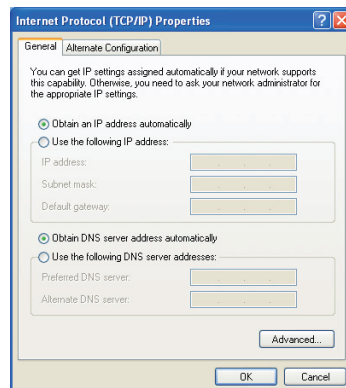 Internet Protocol (TCP/IP) Properties
General
Alternate Configuration
You can get IP settings assigned automatically if your network supports
this capability. Otherwise, you need to ask your network administrator for
the appropriate IP settings.
Obtain an IP address automatically
Use the following IP address:
IP address:
Subnet mask:
Default gateway:
Obtain DNS server address automatically
Use the following DNS server addresses:
Preferred DNS server:
Alternate DNS server:
Advanced...
OK
Cancel